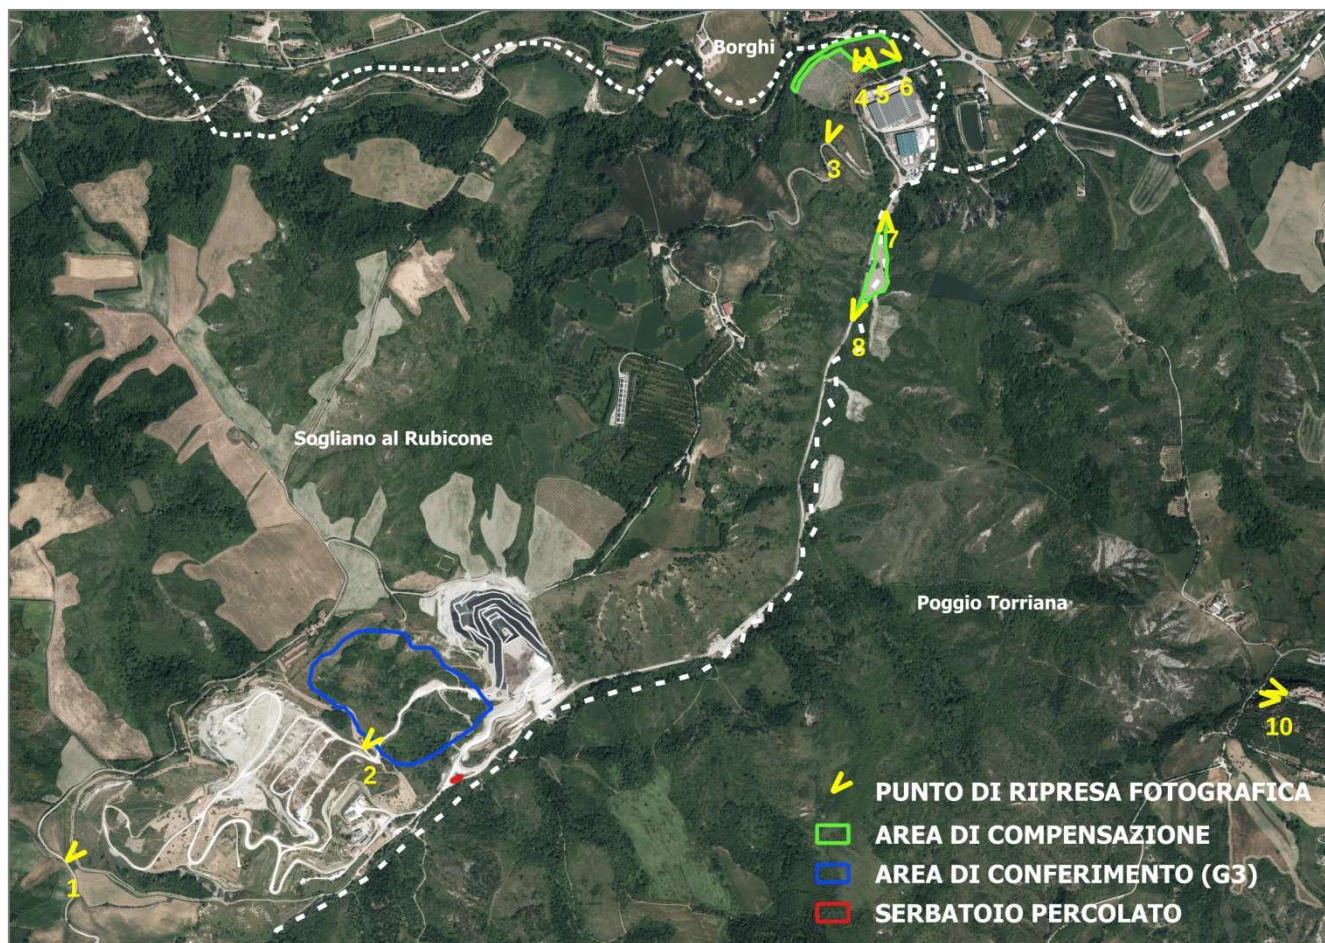 Borghi
4 5 6
3
7
8
Sogliano al Rubicone
Poggio Torriana
10
2
1
PUNTO DI RIPRESA FOTOGRAFICA
AREA DI COMPENSAZIONE
AREA DI CONFERIMENTO (G3)
SERBATOIO PERCOLATO